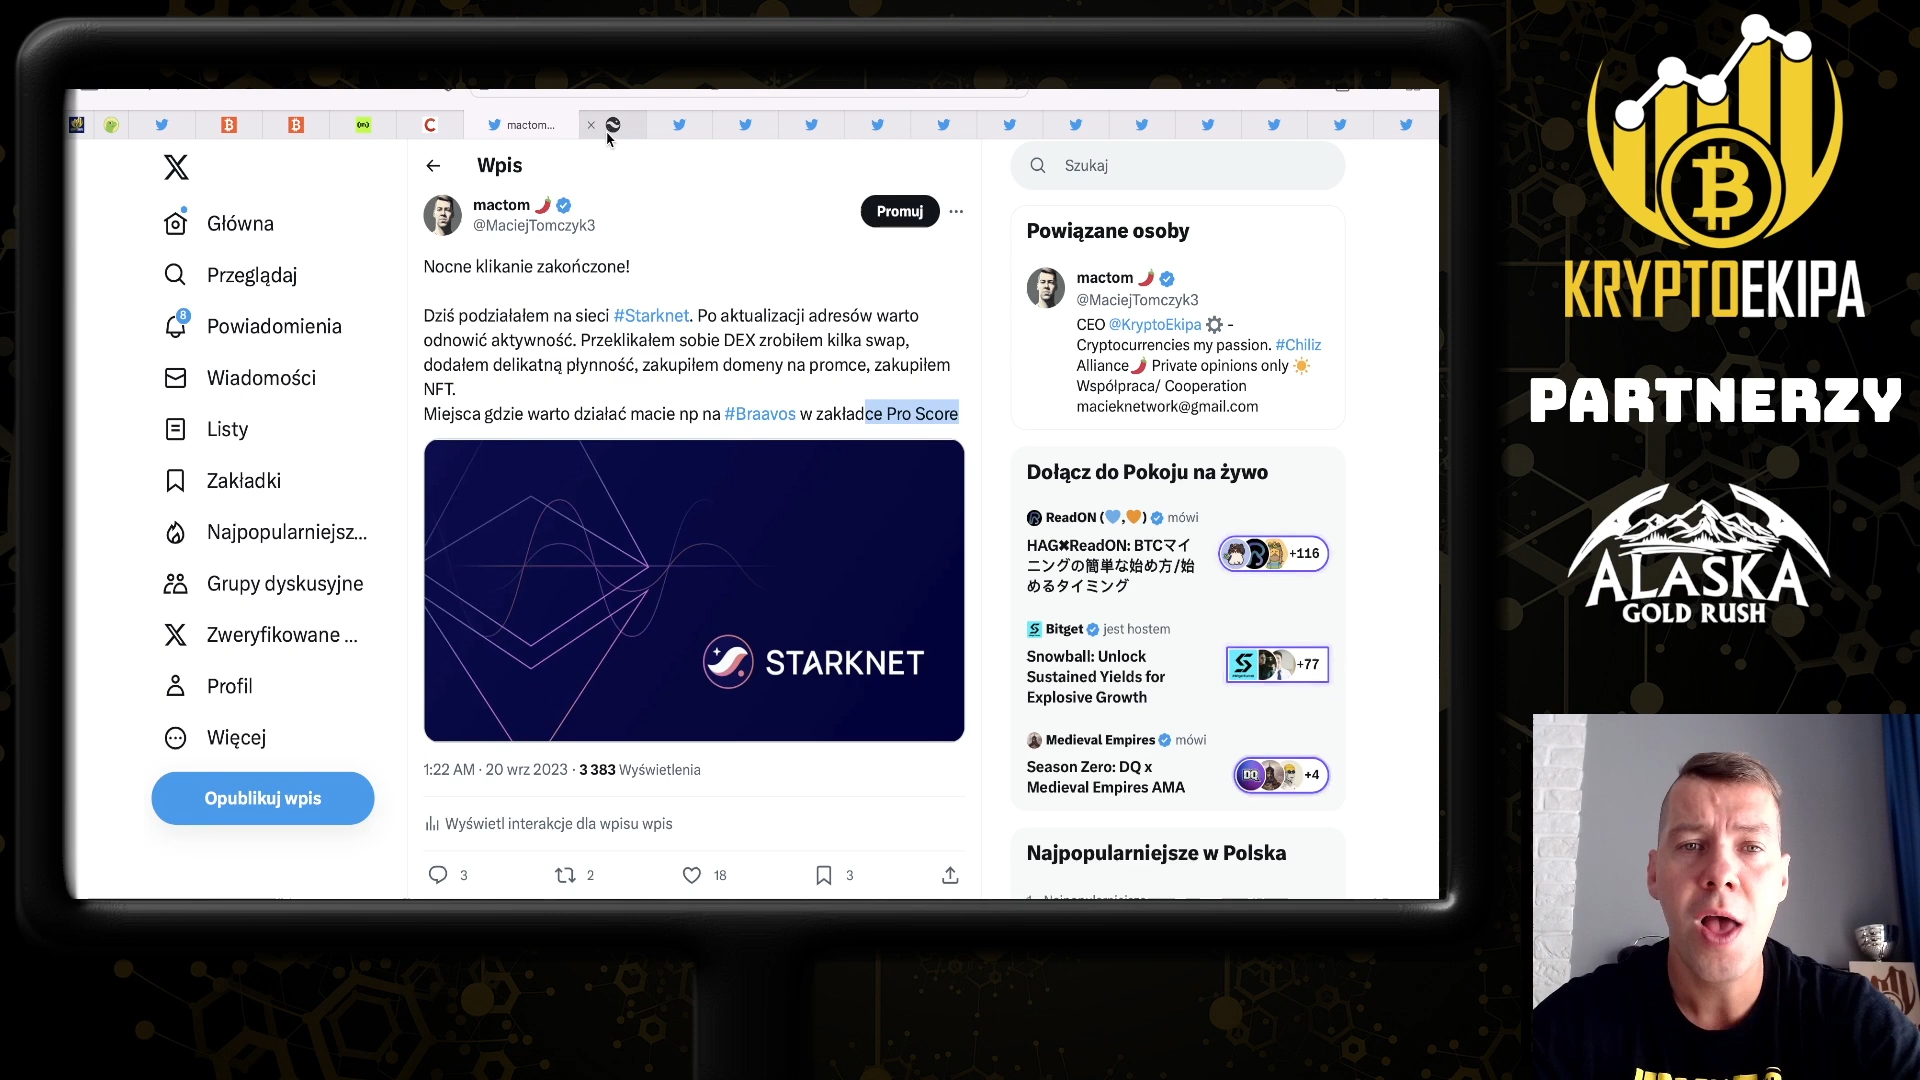 mactom...
Wpis
Szukaj
mactom
@MaciejTomczyk3
Promuj
Główna
Przeglądaj
8
Powiadomienia
Wiadomości
Listy
Zakładki
Najpopularniejsz...
Grupy dyskusyjne
Zweryfikowane ...
Profil
Więcej
Opublikuj wpis
Nocne klikanie zakończone!
Dziś podziałałem na sieci #Starknet. Po aktualizacji adresów warto
odnowić aktywność. Przeklikałem sobie DEX zrobiłem kilka swap,
dodałem delikatną płynność, zakupiłem domeny na promce, zakupiłem
NFT.
Miejsca gdzie warto działać macie np na #Braavos w zakładce Pro Score
STARKNET
1:22 AM · 20 wrz 2023 · 3 383 Wyświetlenia
Wyświetl interakcje dla wpisu wpis
3
2
18
3
Powiązane osoby
mactom
@MaciejTomczyk3
CEO @KryptoEkipa -
Cryptocurrencies my passion. #Chiliz
Alliance Private opinions only
Współpraca/ Cooperation
macieknetwork@gmail.com
Dołącz do Pokoju na żywo
ReadON (🩵,🧡) mówi
HAG✖ReadON: BTCマイ
ニングの簡単な始め方/始
めるタイミング
+116
Bitget jest hostem
Snowball: Unlock
Sustained Yields for
Explosive Growth
+77
Medieval Empires mówi
Season Zero: DQ x
Medieval Empires AMA
DQ
+4
Najpopularniejsze w Polska
KRYPTOEKIPA
PARTNERZY
ALASKA
GOLD RUSH